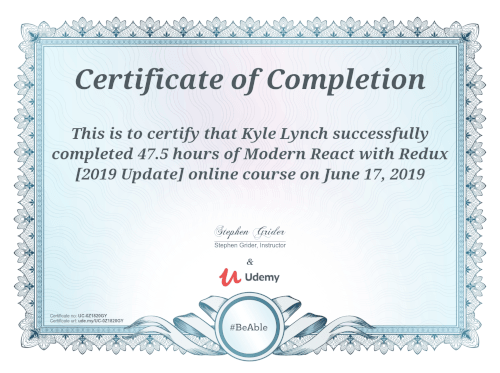 Certificate of Completion
This is to certify that Kyle Lynch successfully
completed 47.5 hours of Modern React with Redux
[2019 Update] online course on June 17, 2019
Stephen Grider
Stephen Grider, Instructor
&
Udemy
#BeAble
Certificate no: UC-0Z1626GY
Certificate url: ude.my/UC-0Z1626GY